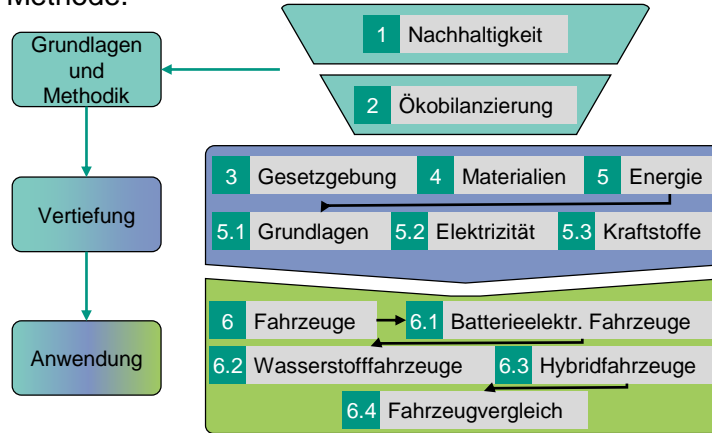 Methode:
Grundlagen
und
Methodik
Vertiefung
Anwendung
1 Nachhaltigkeit
2 Ökobilanzierung
3 Gesetzgebung 4 Materialien 5 Energie
5.1 Grundlagen 5.2 Elektrizität 5.3 Kraftstoffe
6 Fahrzeuge 6.1 Batterieelektr. Fahrzeuge
6.2 Wasserstofffahrzeuge 6.3 Hybridfahrzeuge
6.4 Fahrzeugvergleich